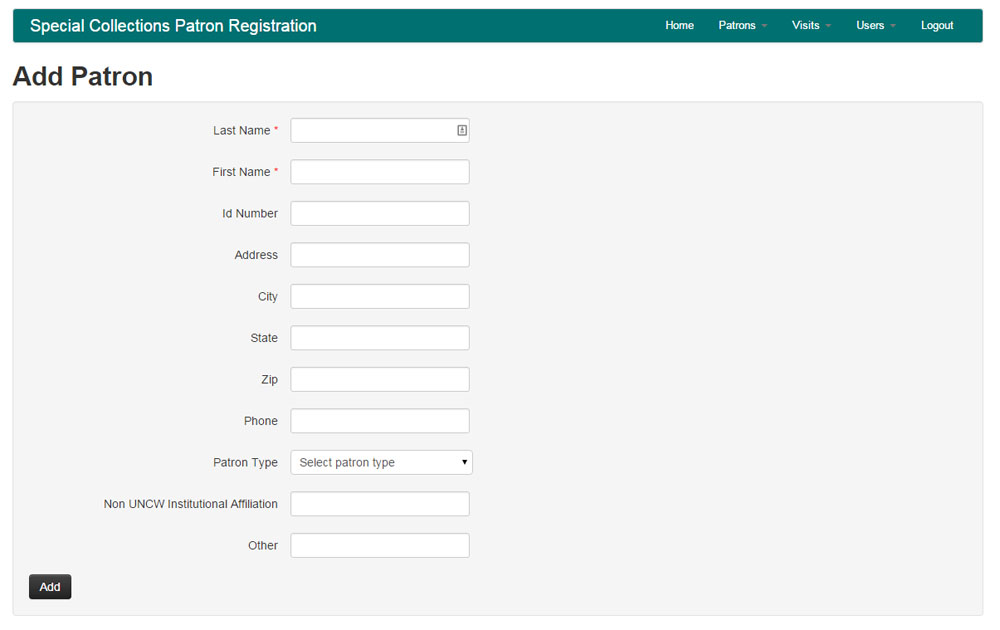 Special Collections Patron Registration Home Patrons Visits Users Logout
Add Patron
Last Name *
First Name *
Id Number
Address
City
State
Zip
Phone
Patron Type Select patron type
Non UNCW Institutional Affiliation
Other
Add